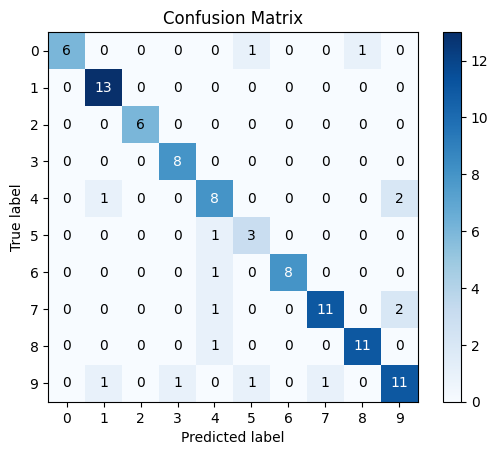 Confusion Matrix
0 6 0 0 0 0 1 0 0 1 0
1 0 13 0 0 0 0 0 0 0 0
2 0 0 6 0 0 0 0 0 0 0
3 0 0 0 8 0 0 0 0 0 0
4 0 1 0 0 8 0 0 0 0 2
5 0 0 0 0 1 3 0 0 0 0
6 0 0 0 0 1 0 8 0 0 0
7 0 0 0 0 1 0 0 11 0 2
8 0 0 0 0 1 0 0 0 11 0
9 0 1 0 1 0 1 0 1 0 11
0 1 2 3 4 5 6 7 8 9
Predicted label
True label
12
10
8
6
4
2
0